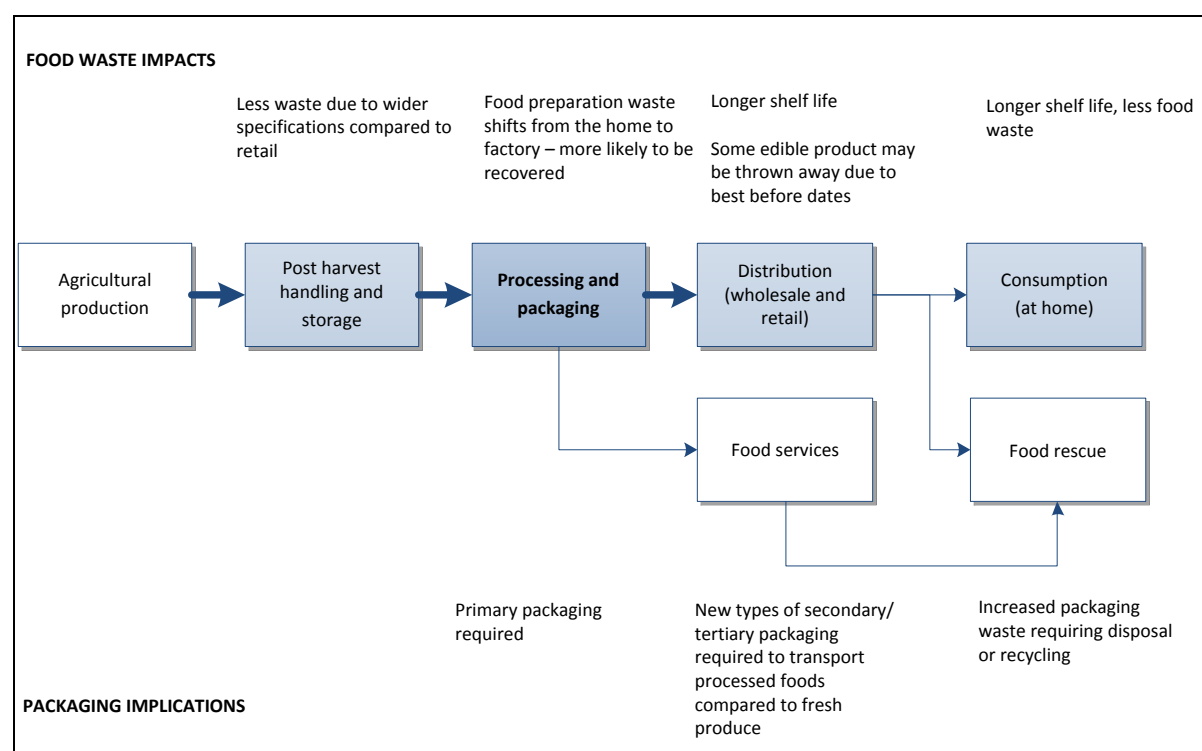 FOOD WASTE IMPACTS
Less waste due to wider
specifications compared to
retail
Food preparation waste
shifts from the home to
factory – more likely to be
recovered
Longer shelf life
Some edible product may
be thrown away due to
best before dates
Longer shelf life, less food
waste
Agricultural
production
Post harvest
handling and
storage
Processing and
packaging
Distribution
(wholesale and
retail)
Consumption
(at home)
Food services
Food rescue
Primary packaging
required
New types of secondary/
tertiary packaging
required to transport
processed foods
compared to fresh
produce
Increased packaging
waste requiring disposal
or recycling
PACKAGING IMPLICATIONS